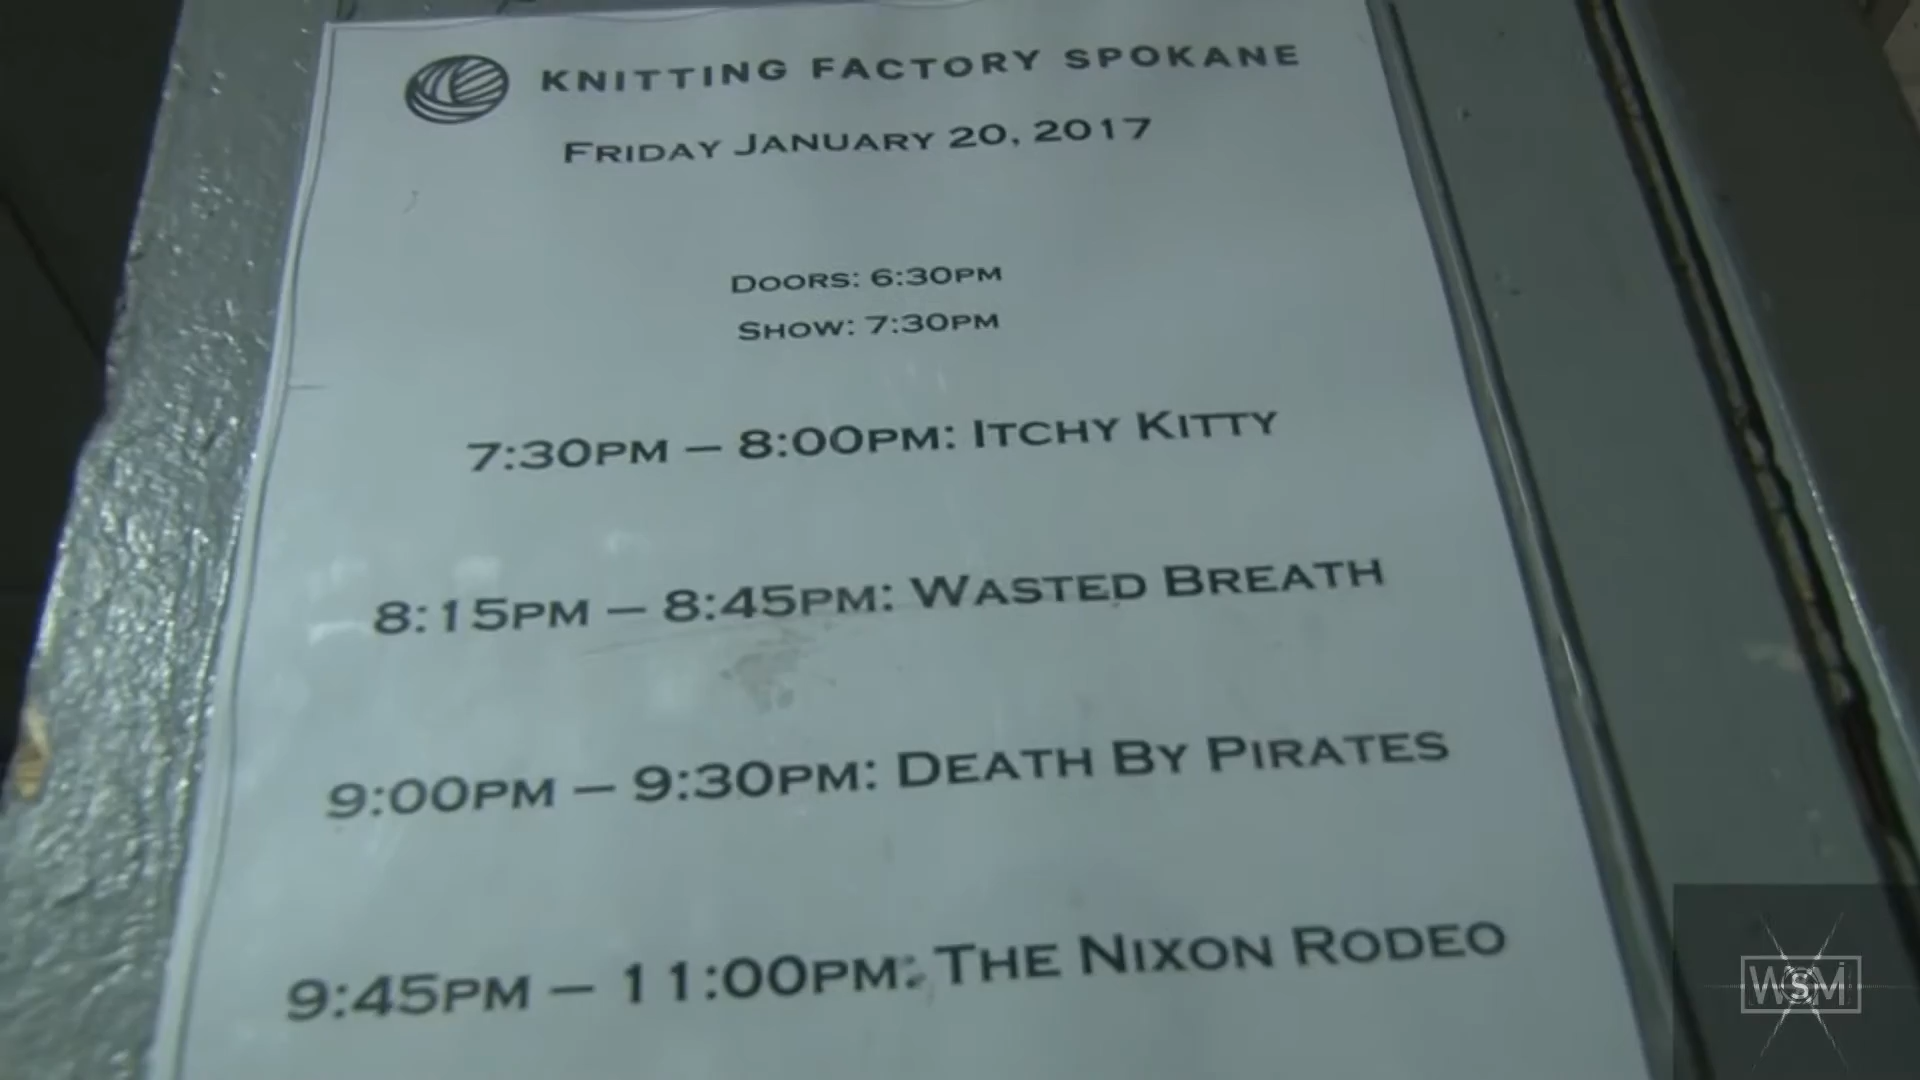 KNITTING FACTORY SPOKANE
FRIDAY JANUARY 20, 2017
DOORS: 6:30PM
SHOW: 7:30PM
7:30PM – 8:00PM: ITCHY KITTY
8:15PM – 8:45PM: WASTED BREATH
9:00PM – 9:30PM: DEATH BY PIRATES
9:45PM – 11:00PM: THE NIXON RODEO
WSM